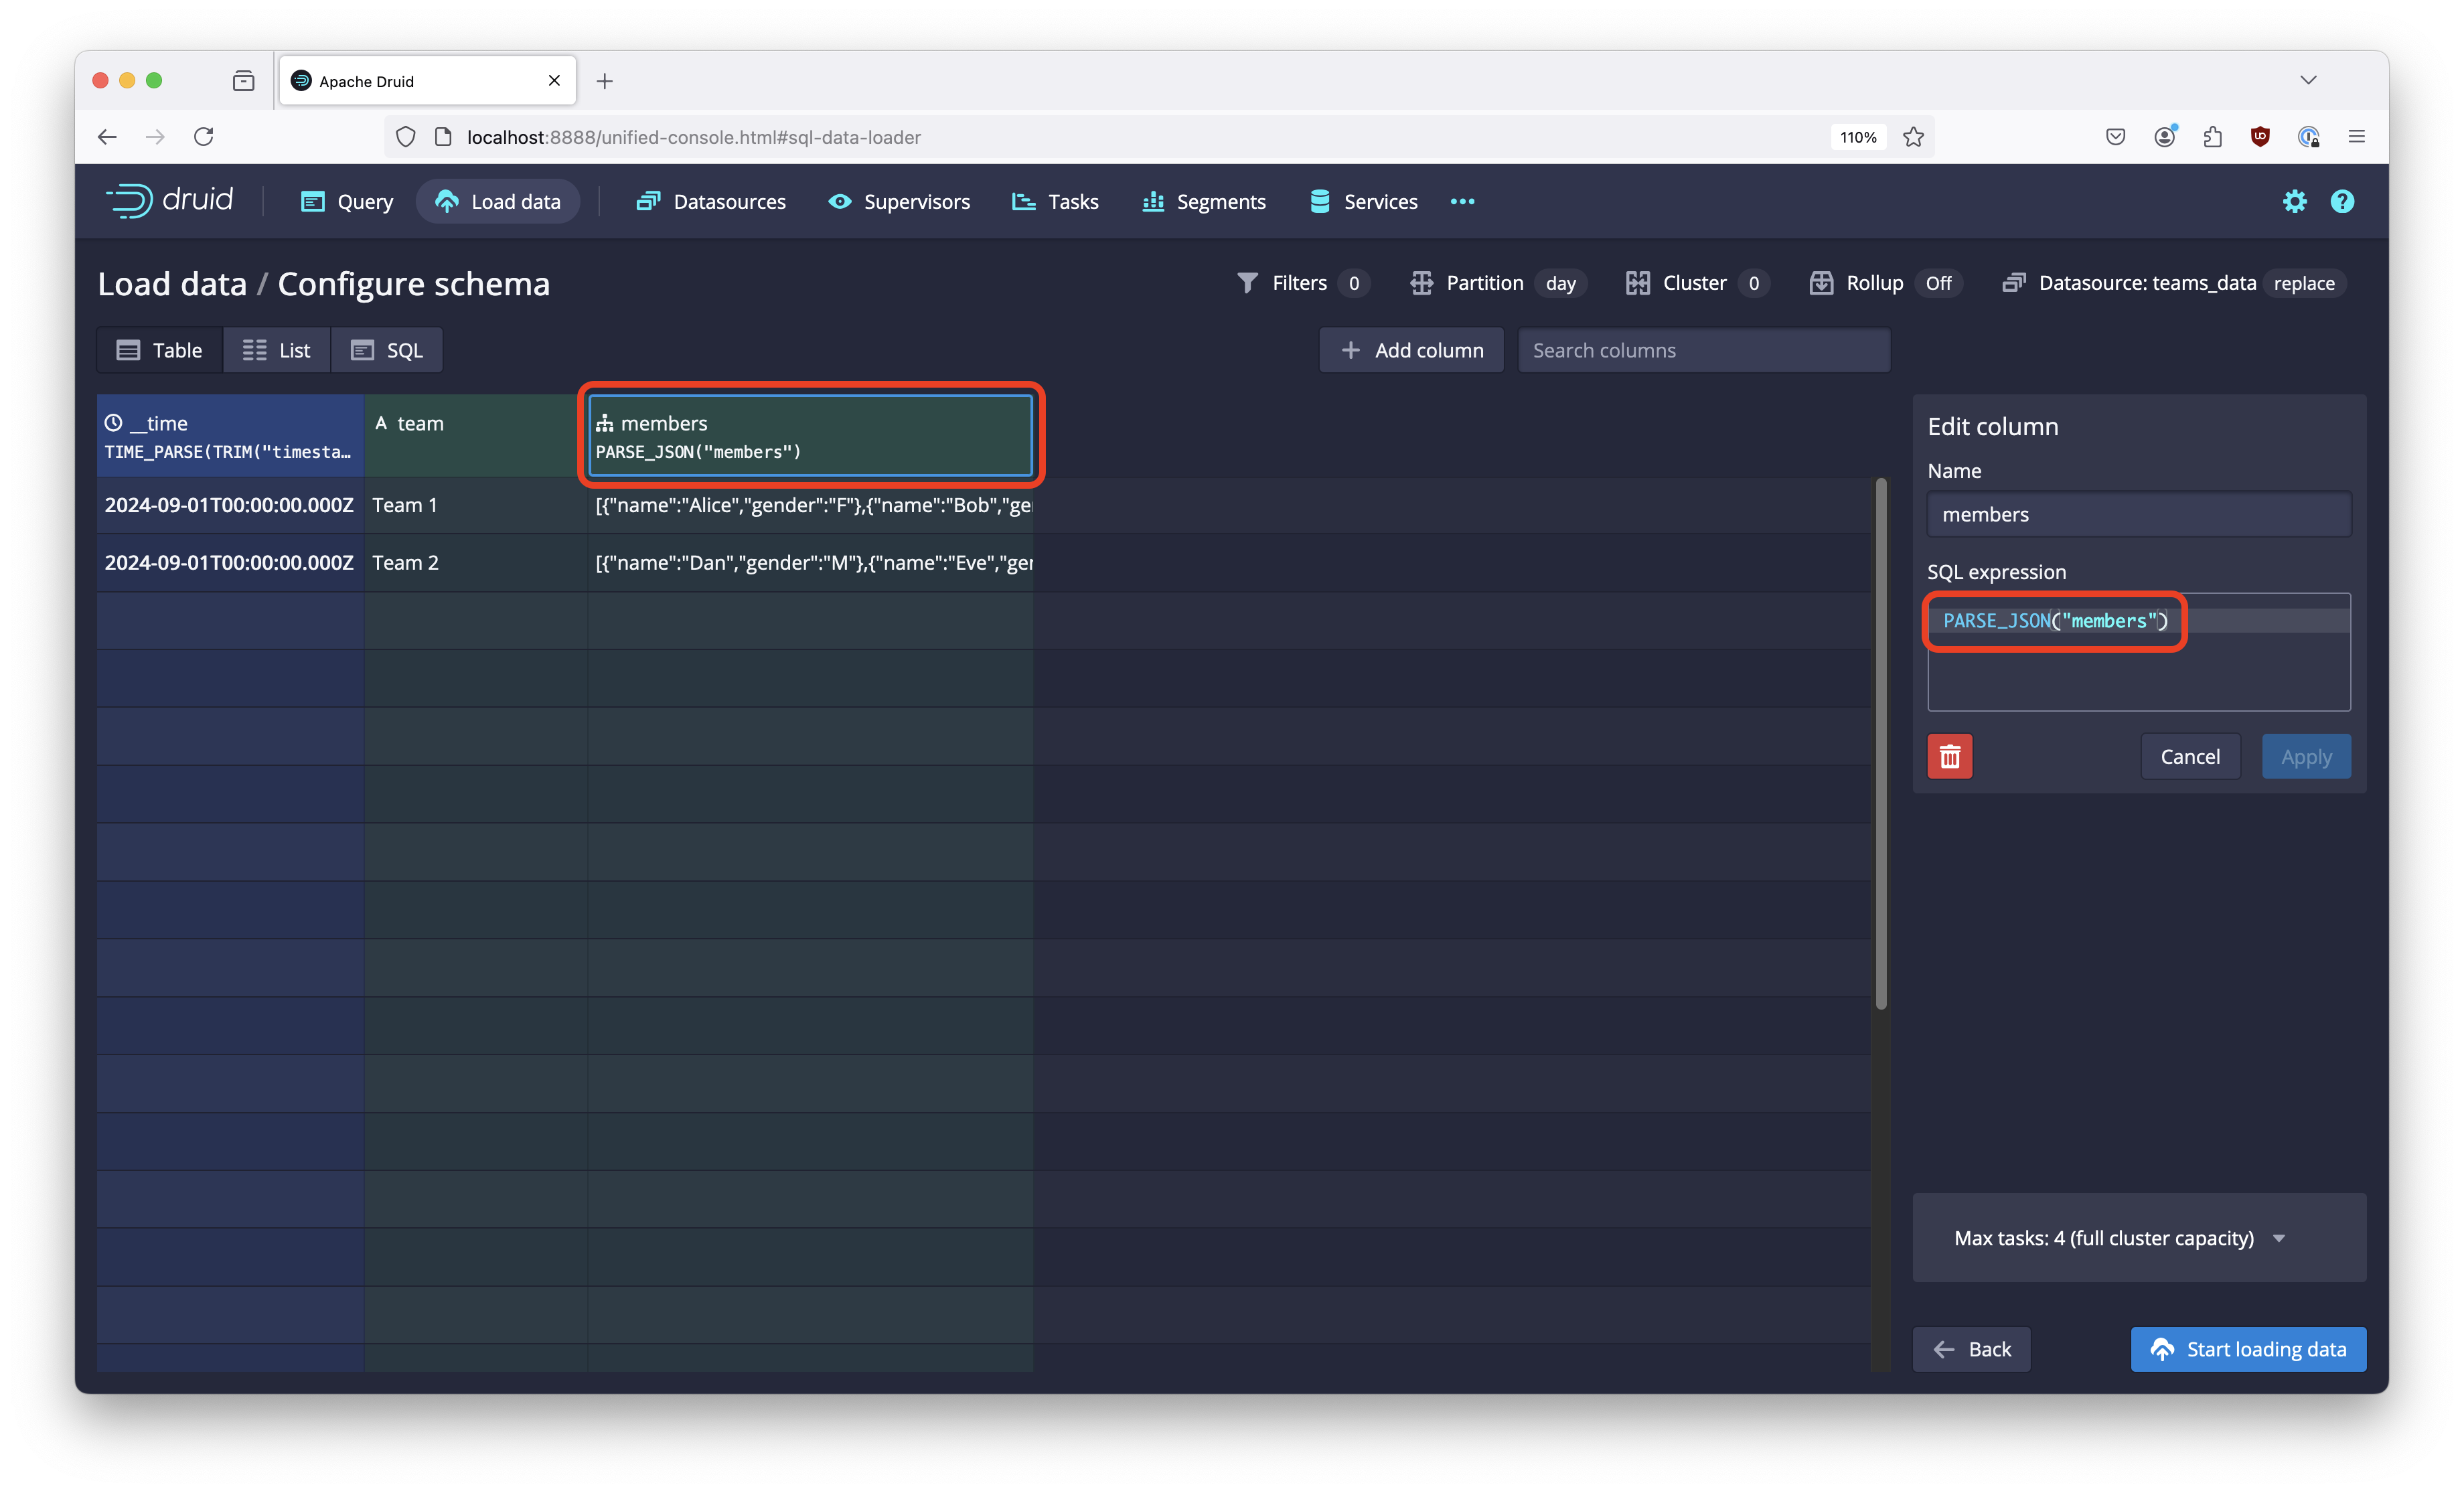 Apache Druid
localhost:8888/unified-console.html#sql-data-loader
110%
druid
Query
Load data
Datasources
Supervisors
Tasks
Segments
Services
Load data / Configure schema
Filters 0
Partition day
Cluster 0
Rollup Off
Datasource: teams_data replace
Table
List
SQL
Add column
Search columns
__time
TIME_PARSE(TRIM("timesta…
A team
members
PARSE_JSON("members")
2024-09-01T00:00:00.000Z Team 1 [{"name":"Alice","gender":"F"},{"name":"Bob","ge
2024-09-01T00:00:00.000Z Team 2 [{"name":"Dan","gender":"M"},{"name":"Eve","ger
Edit column
Name
members
SQL expression
PARSE_JSON("members")
Cancel
Apply
Max tasks: 4 (full cluster capacity)
Back
Start loading data